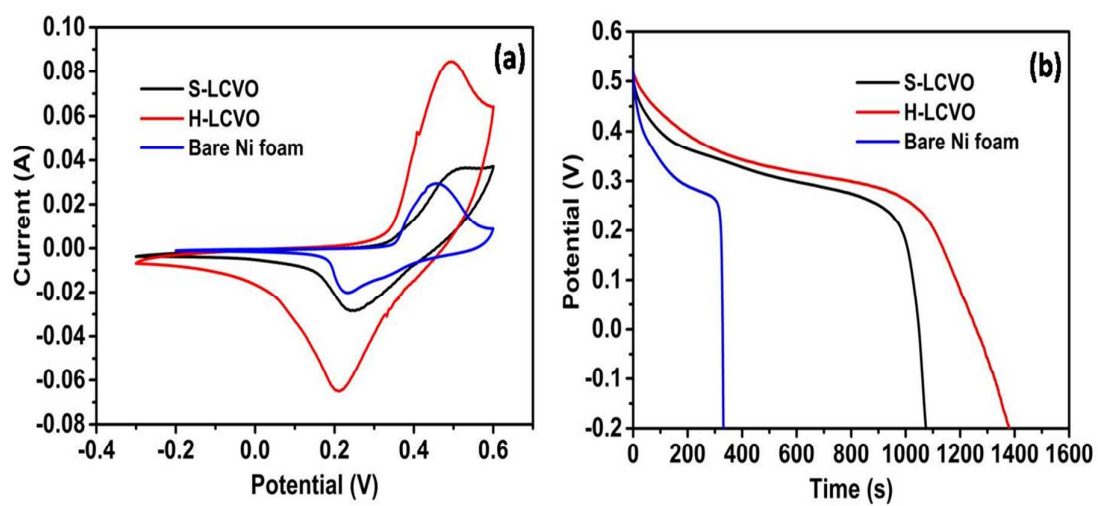 (a)
S-LCVO
H-LCVO
Bare Ni foam
Current (A)
0.10
0.08
0.06
0.04
0.02
0.00
-0.02
-0.04
-0.06
-0.08
-0.4 -0.2 0.0 0.2 0.4 0.6
Potential (V)
(b)
S-LCVO
H-LCVO
Bare Ni foam
Potential (V)
0.6
0.5
0.4
0.3
0.2
0.1
0.0
-0.1
-0.2
0 200 400 600 800 1000 1200 1400 1600
Time (s)